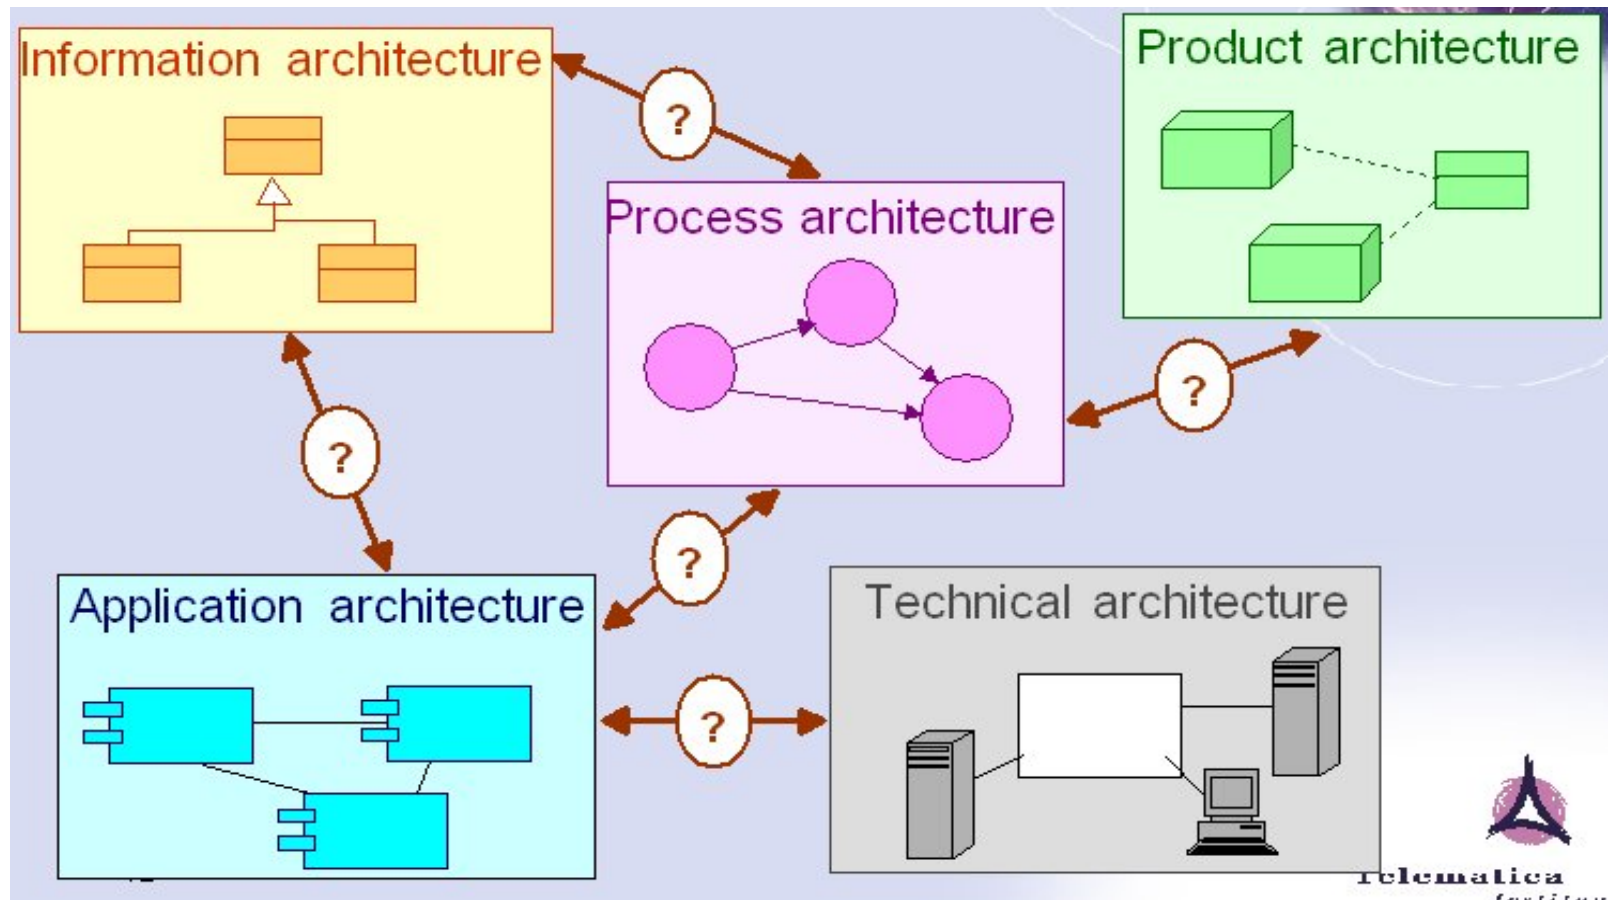 Information architecture
Product architecture
?
Process architecture
?
?
?
Application architecture
Technical architecture
?
Telematica